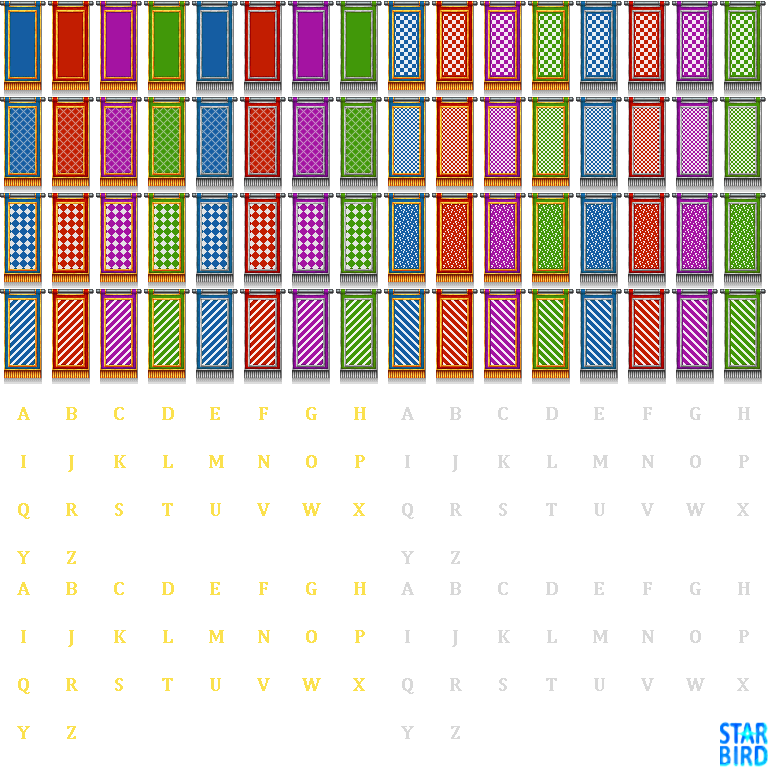 A B C D E F G H A B C D E F G H
I J K L M N O P I J K L M N O P
Q R S T U V W X Q R S T U V W X
Y Z Y Z
A B C D E F G H A B C D E F G H
I J K L M N O P I J K L M N O P
Q R S T U V W X Q R S T U V W X
Y Z Y Z
STAR
BIRD